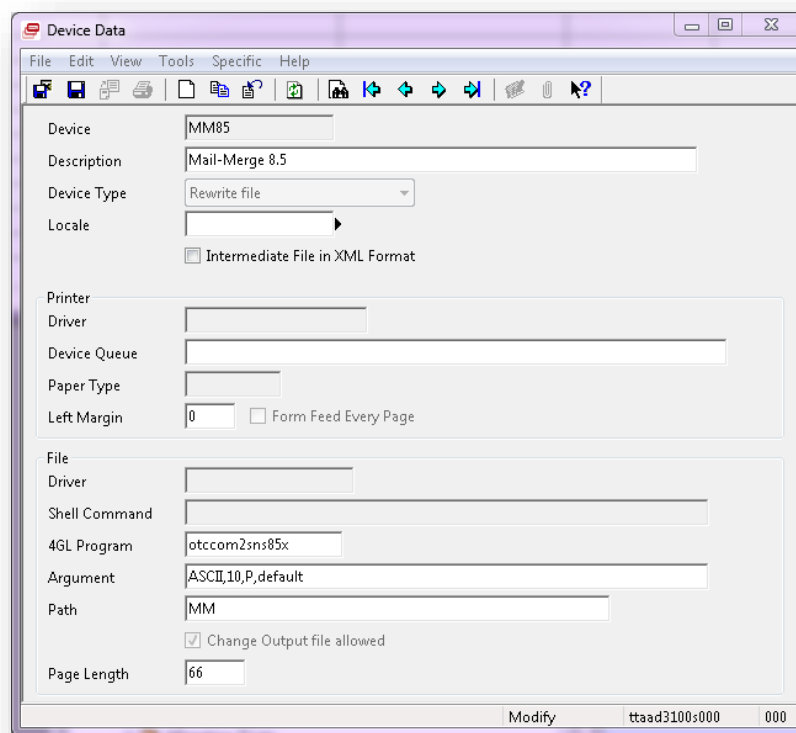 Device Data
File Edit View Tools Specific Help
Device MM85
Description Mail-Merge 8.5
Device Type Rewrite file
Locale
Intermediate File in XML Format
Printer
Driver
Device Queue
Paper Type
Left Margin 0 Form Feed Every Page
File
Driver
Shell Command
4GL Program otccom2sns85x
Argument ASCII,10,P,default
Path MM
Change Output file allowed
Page Length 66
Modify ttaad3100s000 000